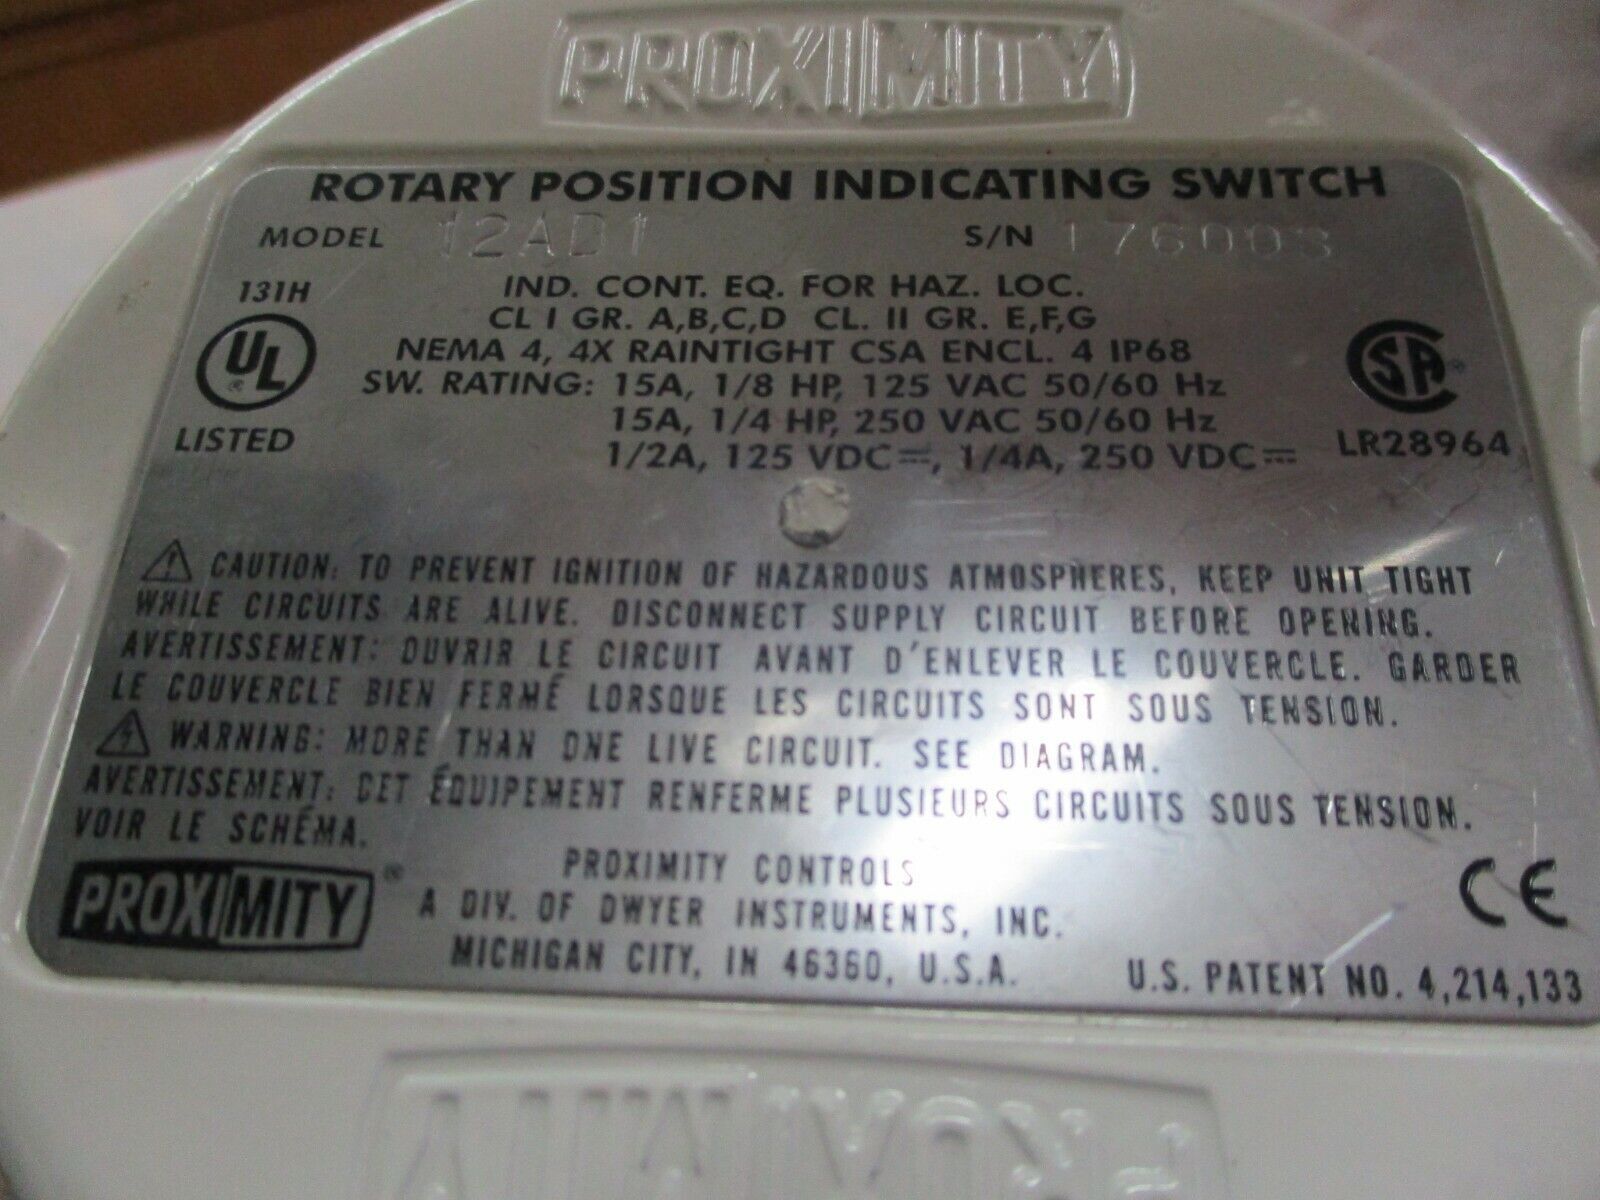 PROXIMITY
ROTARY POSITION INDICATING SWITCH
MODEL 12AD1 S/N 176008
131H
UL
®
LISTED
IND. CONT. EQ. FOR HAZ. LOC.
CL I GR. A,B,C,D CL. II GR. E,F,G
NEMA 4, 4X RAINTIGHT CSA ENCL. 4 IP68
SW. RATING: 15A, 1/8 HP, 125 VAC 50/60 Hz
15A, 1/4 HP, 250 VAC 50/60 Hz
1/2A, 125 VDC⎓, 1/4A, 250 VDC⎓
CSA®
LR28964
⚠ CAUTION: TO PREVENT IGNITION OF HAZARDOUS ATMOSPHERES, KEEP UNIT TIGHT
WHILE CIRCUITS ARE ALIVE. DISCONNECT SUPPLY CIRCUIT BEFORE OPENING.
AVERTISSEMENT: OUVRIR LE CIRCUIT AVANT D'ENLEVER LE COUVERCLE. GARDER
LE COUVERCLE BIEN FERMÉ LORSQUE LES CIRCUITS SONT SOUS TENSION.
⚠ WARNING: MORE THAN ONE LIVE CIRCUIT. SEE DIAGRAM.
AVERTISSEMENT: CET ÉQUIPEMENT RENFERME PLUSIEURS CIRCUITS SOUS TENSION.
VOIR LE SCHÉMA.
PROXIMITY®
PROXIMITY CONTROLS
A DIV. OF DWYER INSTRUMENTS, INC.
MICHIGAN CITY, IN 46360, U.S.A.
CE
U.S. PATENT NO. 4,214,133
PROXIMITY